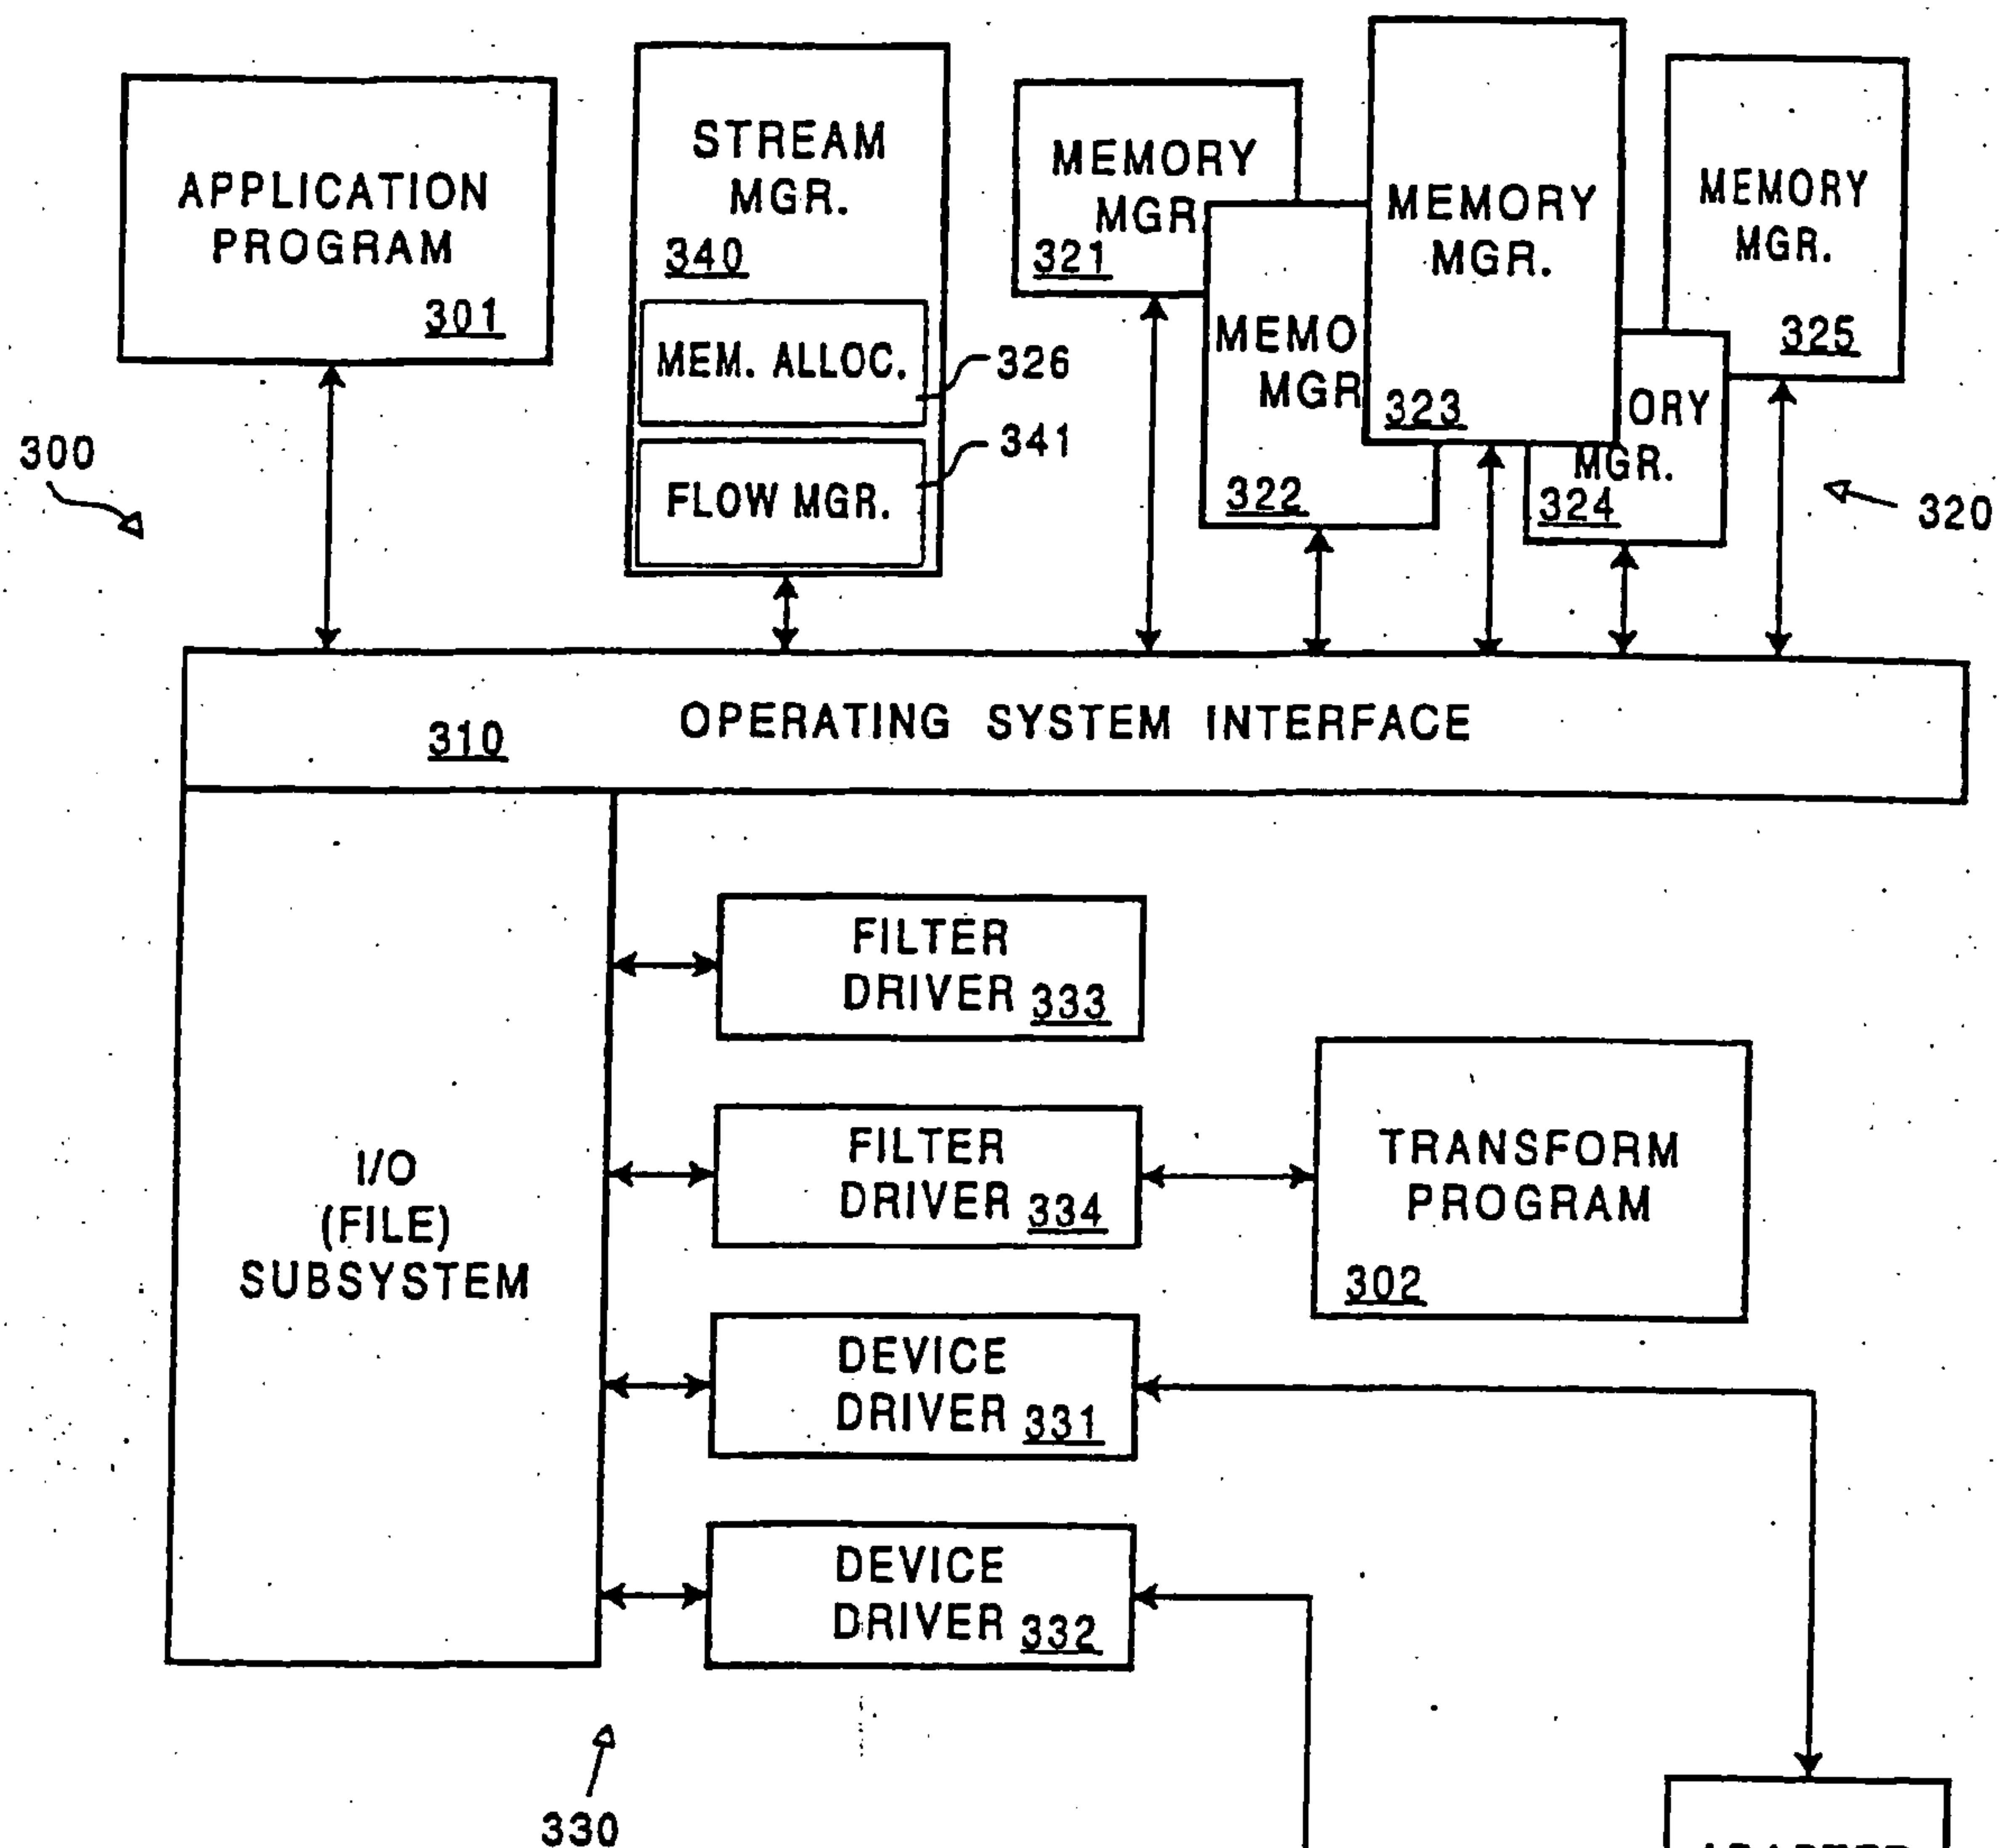 APPLICATION
PROGRAM
301
STREAM
MGR.
340
MEM. ALLOC.
326
FLOW MGR.
341
MEMORY
MGR
321
MEMO
MGR
322
MEMORY
MGR.
323
ORY
MGR.
324
MEMORY
MGR.
325
300
320
310
OPERATING SYSTEM INTERFACE
I/O
(FILE)
SUBSYSTEM
FILTER
DRIVER 333
FILTER
DRIVER 334
TRANSFORM
PROGRAM
302
DEVICE
DRIVER 331
DEVICE
DRIVER 332
330